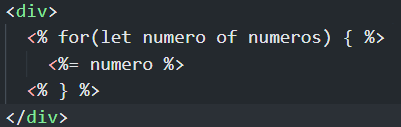 <div>
<% for(let numero of numeros) { %>
<%= numero %>
<% } %>
</div>